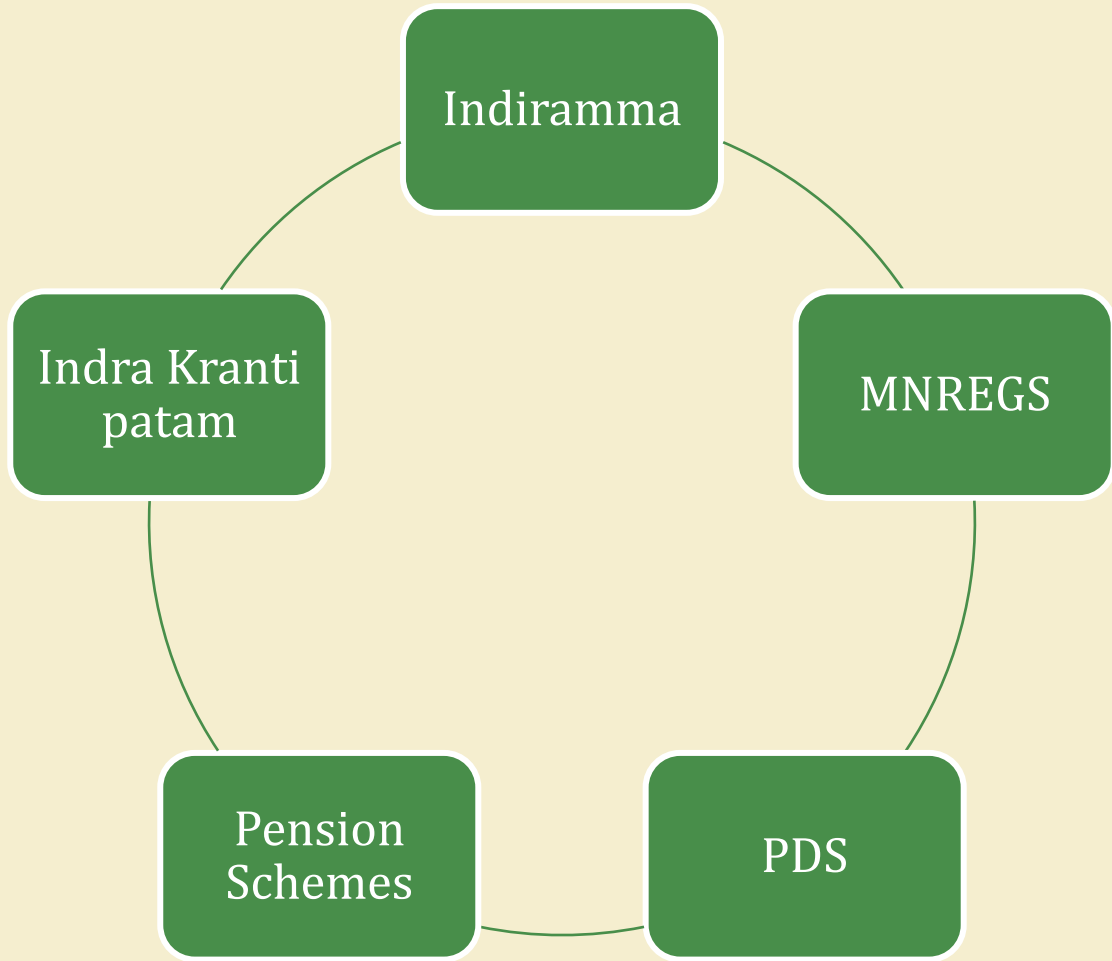 Indiramma
MNREGS
PDS
Pension
Schemes
Indra Kranti
patam